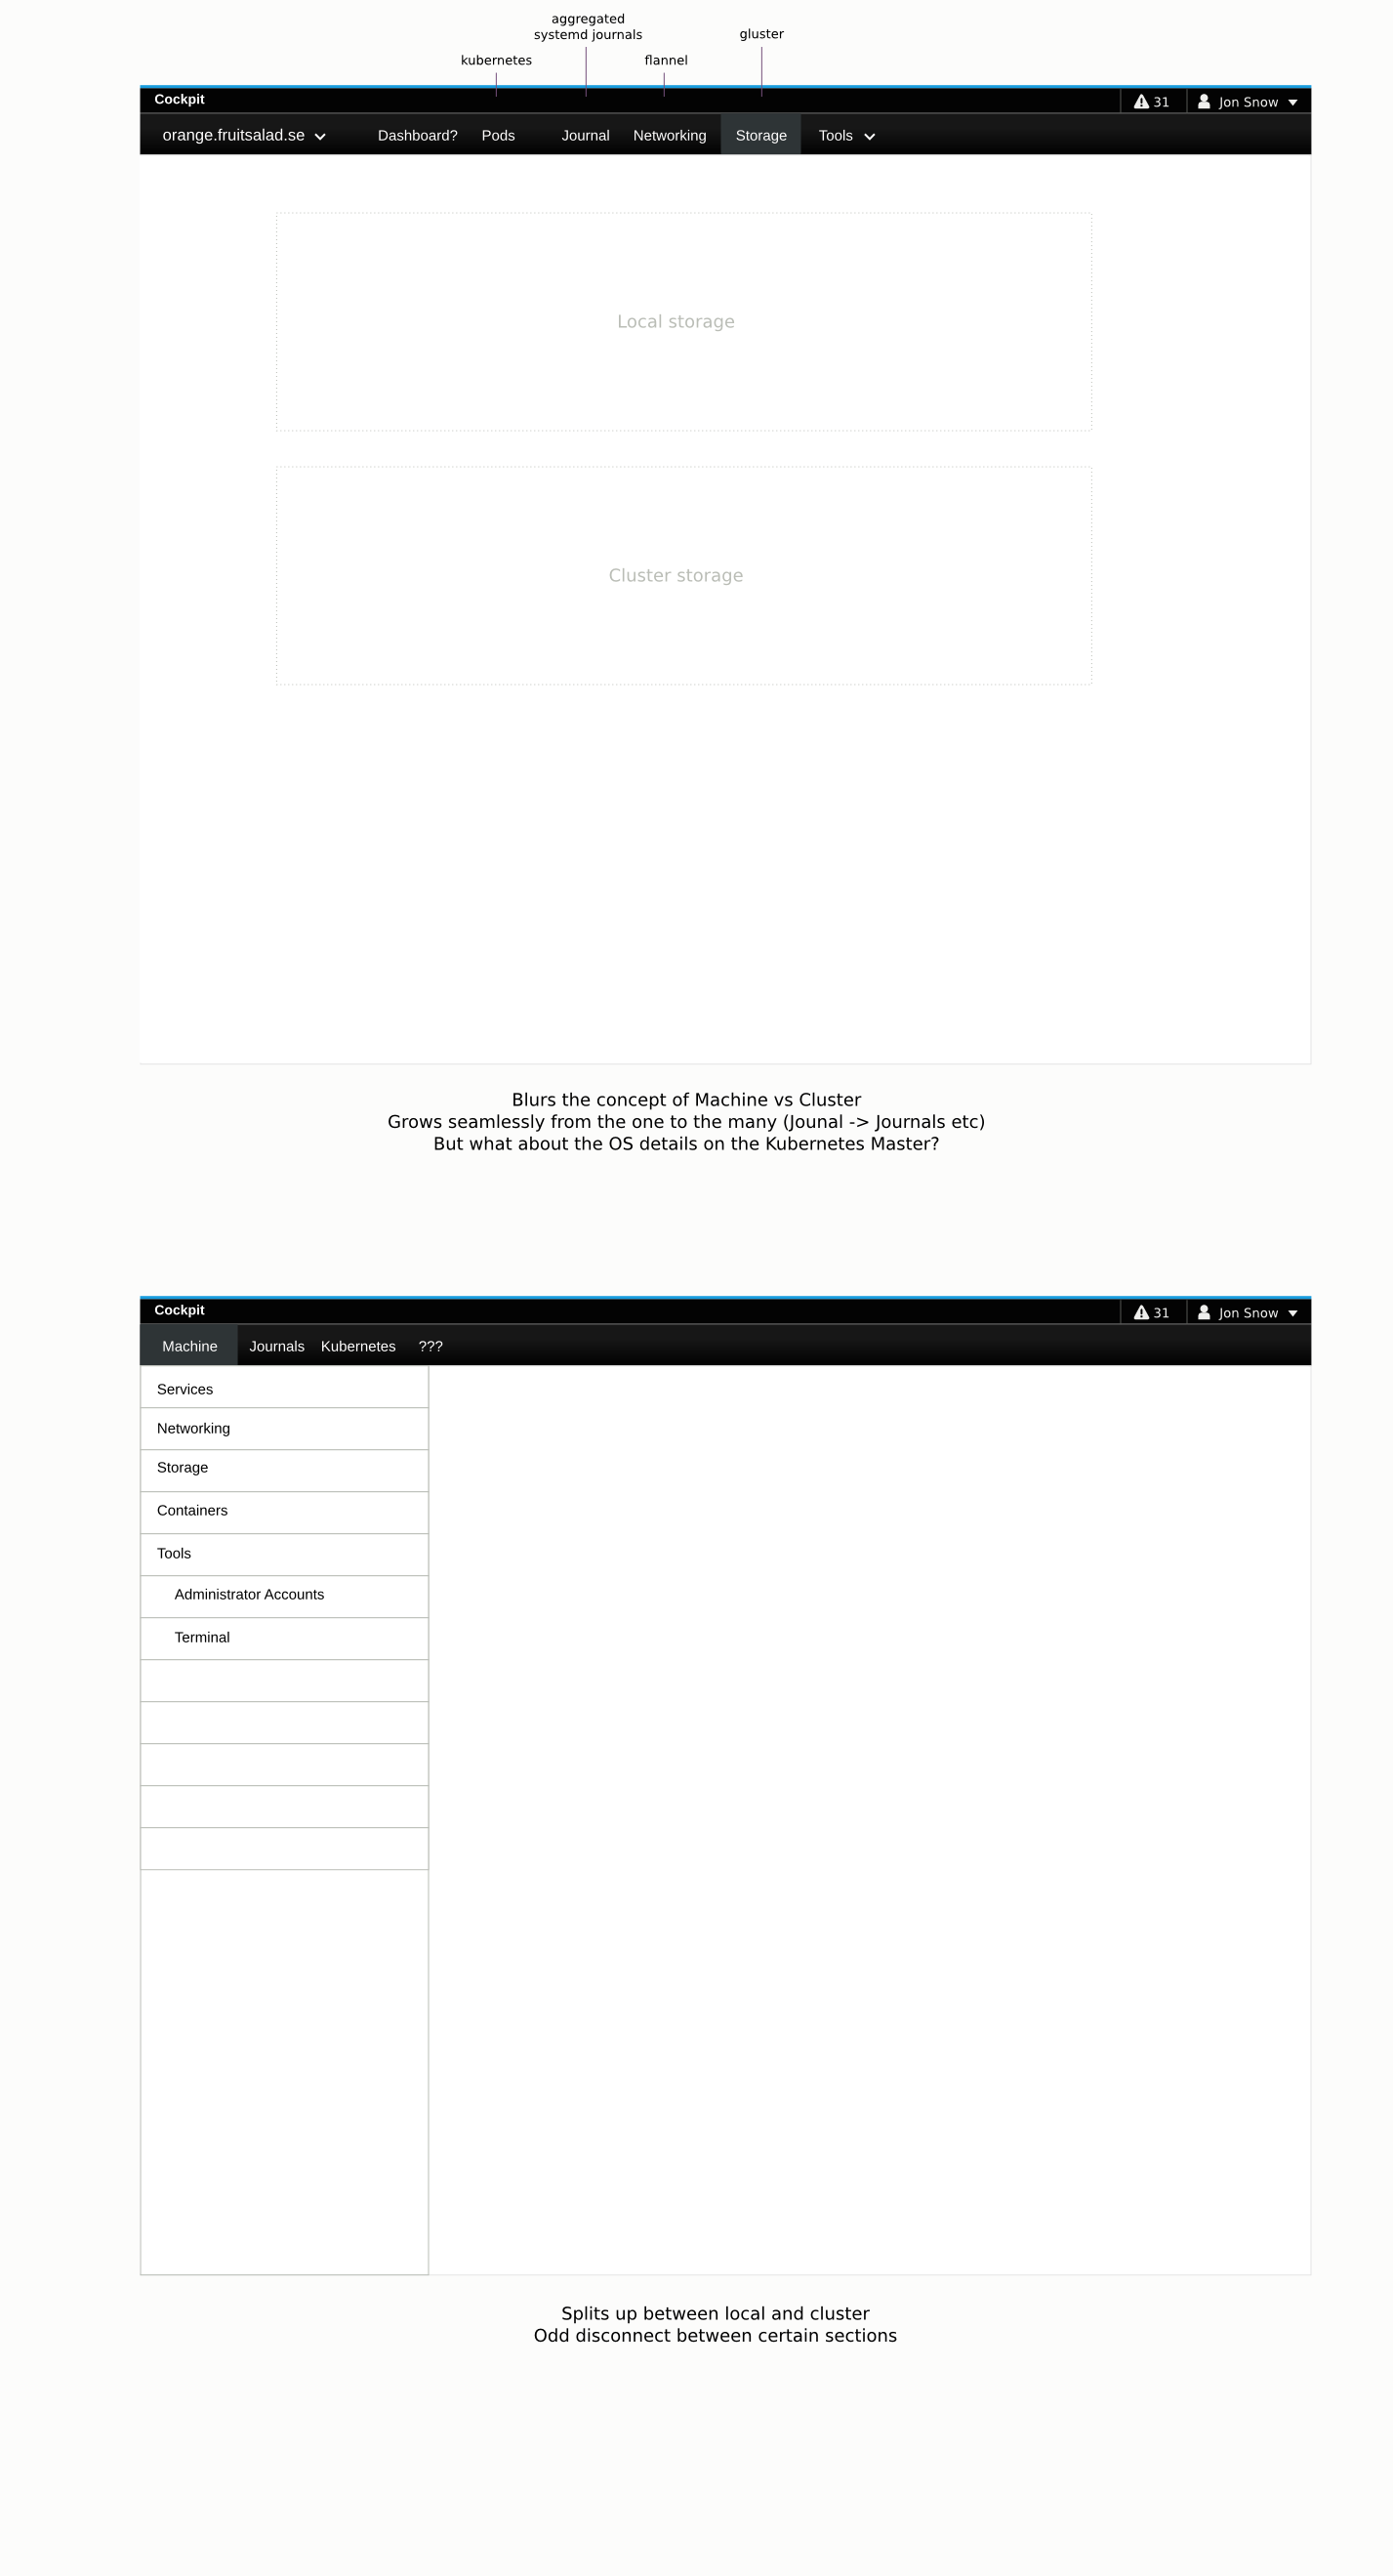 aggregated
systemd journals
gluster
kubernetes
flannel
Cockpit
31
Jon Snow
orange.fruitsalad.se
Dashboard?
Pods
Journal
Networking
Storage
Tools
Local storage
Cluster storage
Blurs the concept of Machine vs Cluster
Grows seamlessly from the one to the many (Jounal -> Journals etc)
But what about the OS details on the Kubernetes Master?
Cockpit
31
Jon Snow
Machine
Journals
Kubernetes
???
Services
Networking
Storage
Containers
Tools
Administrator Accounts
Terminal
Splits up between local and cluster
Odd disconnect between certain sections